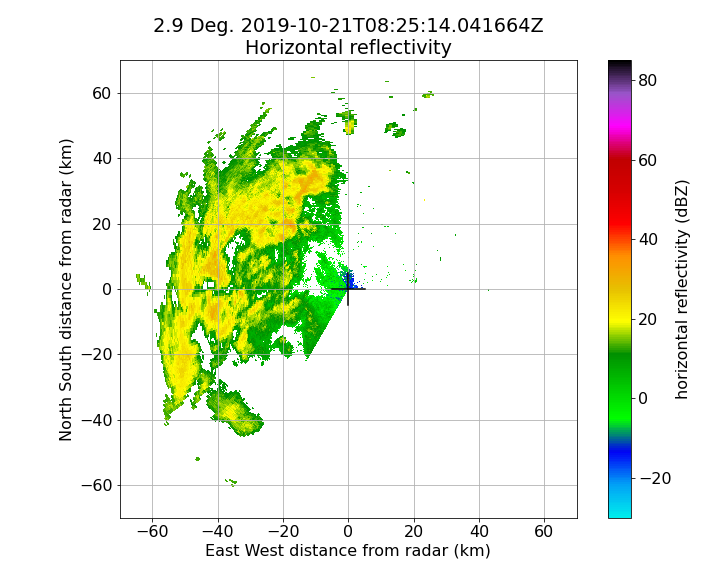 2.9 Deg. 2019-10-21T08:25:14.041664Z
Horizontal reflectivity
60
40
20
0
−20
−40
−60
North South distance from radar (km)
−60 −40 −20 0 20 40 60
East West distance from radar (km)
80
60
40
20
0
−20
horizontal reflectivity (dBZ)